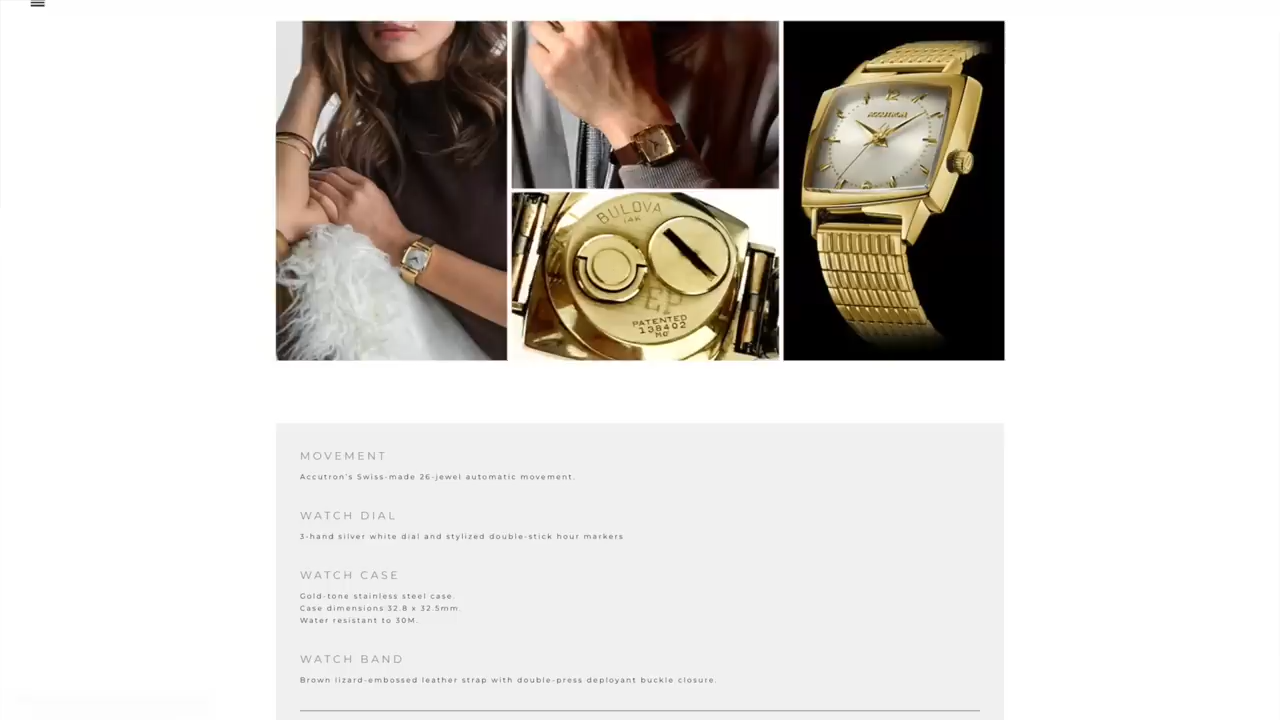 ACCUTRON
BULOVA
14K
PATENTED
138402
M6
MOVEMENT
Accutron's Swiss-made 26-jewel automatic movement.
WATCH DIAL
3-hand silver white dial and stylized double-stick hour markers
WATCH CASE
Gold-tone stainless steel case.
Case dimensions 32.8 x 32.5mm.
Water resistant to 30M.
WATCH BAND
Brown lizard-embossed leather strap with double-press deployant buckle closure.